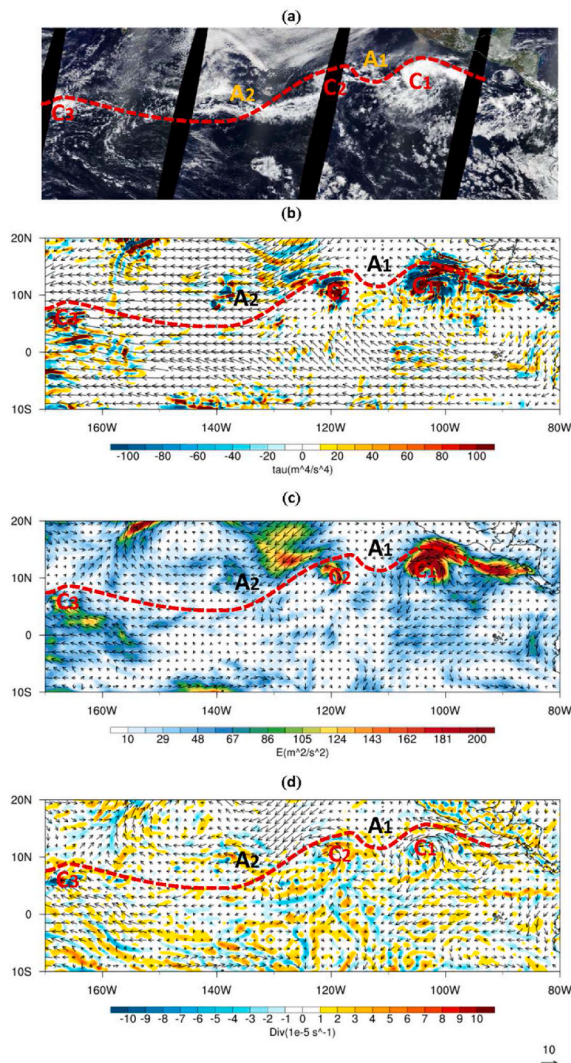 (a)
A1
C1
C2
A2
C3
(b)
20N
10N
0
10S
A1
C1
C2
A2
C3
160W 140W 120W 100W 80W
-100 -80 -60 -40 -20 0 20 40 60 80 100
tau(m^4/s^4)
(c)
20N
10N
0
10S
A1
C1
C2
A2
C3
160W 140W 120W 100W 80W
10 29 48 67 86 105 124 143 162 181 200
E(m^2/s^2)
(d)
20N
10N
0
10S
A1
C1
C2
A2
C3
160W 140W 120W 100W 80W
-10 -9 -8 -7 -6 -5 -4 -3 -2 -1 0 1 2 3 4 5 6 7 8 9 10
Div(1e-5 s^-1)
10